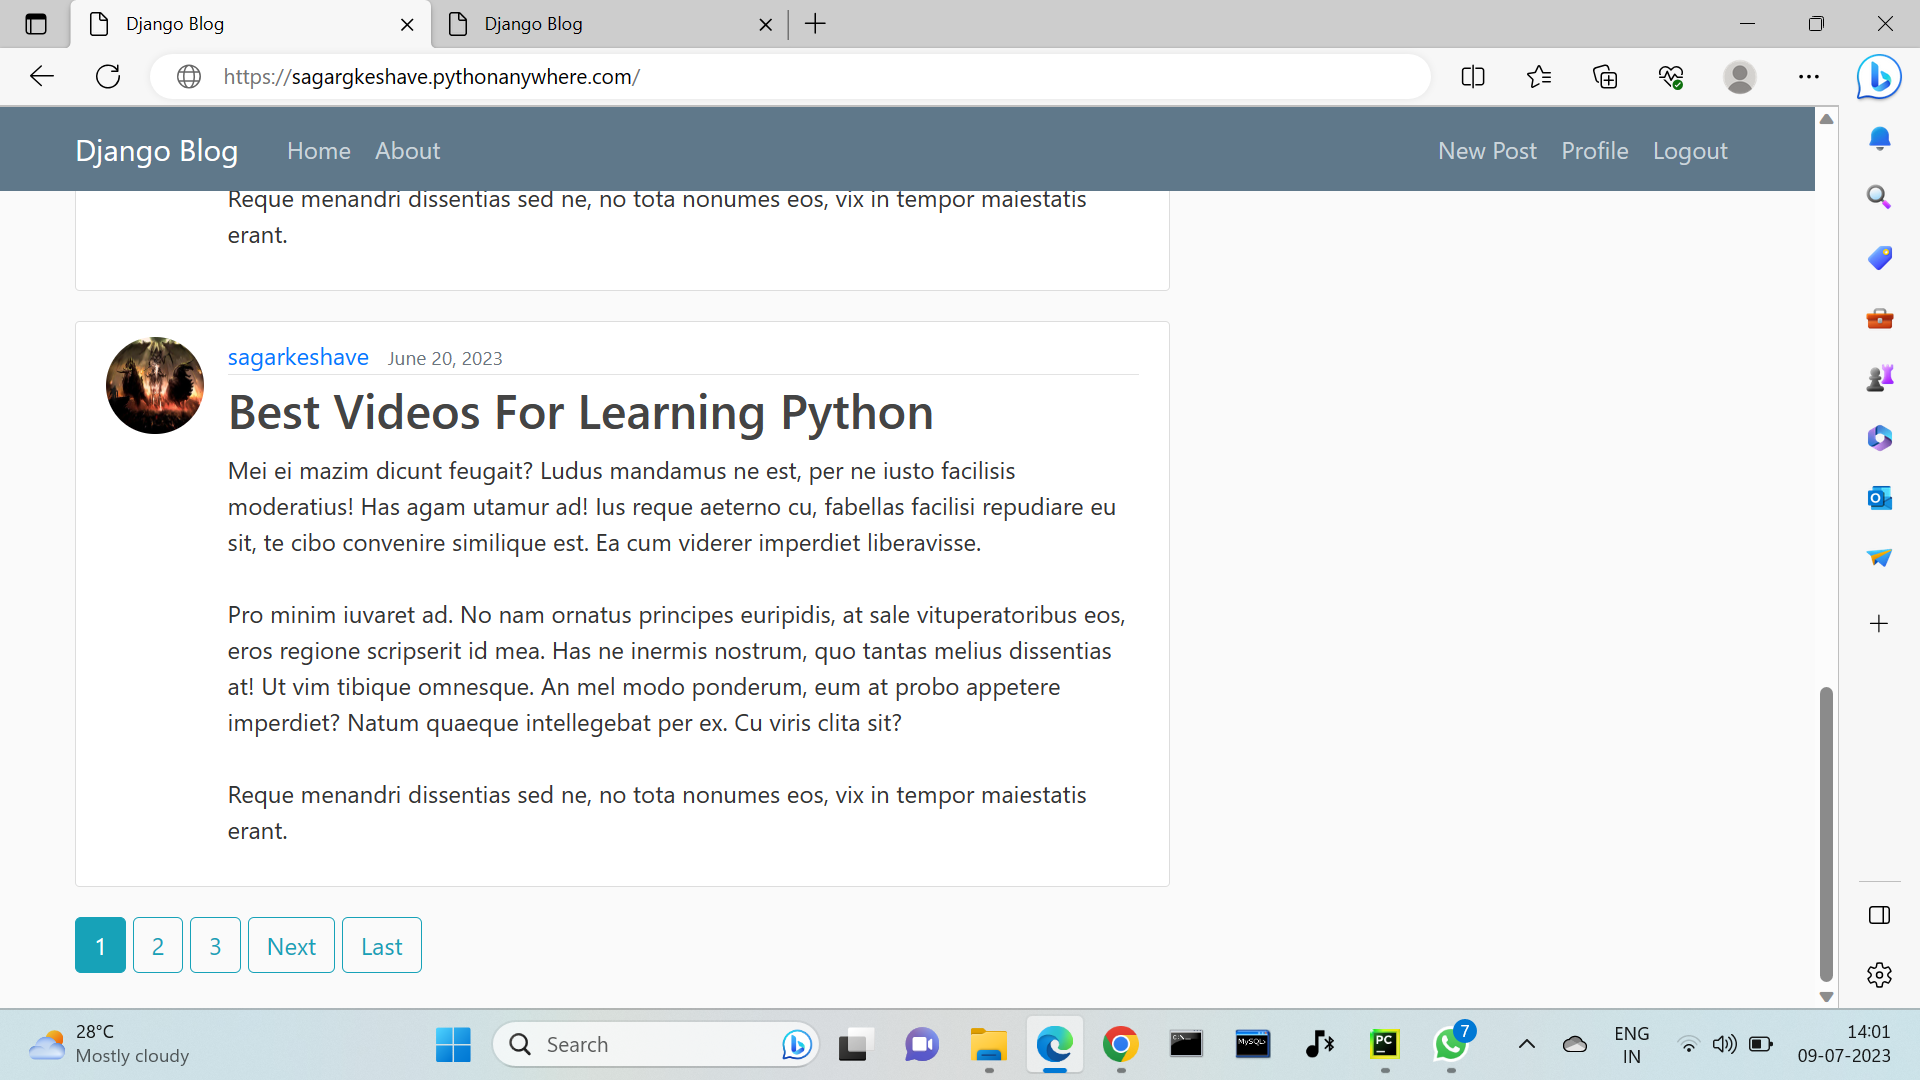 Django Blog
Django Blog
https://sagargkeshave.pythonanywhere.com/
Django Blog Home About New Post Profile Logout
Reque menandri dissentias sed ne, no tota nonumes eos, vix in tempor maiestatis
erant.
sagarkeshave June 20, 2023
Best Videos For Learning Python
Mei ei mazim dicunt feugait? Ludus mandamus ne est, per ne iusto facilisis
moderatius! Has agam utamur ad! Ius reque aeterno cu, fabellas facilisi repudiare eu
sit, te cibo convenire similique est. Ea cum viderer imperdiet liberavisse.
Pro minim iuvaret ad. No nam ornatus principes euripidis, at sale vituperatoribus eos,
eros regione scripserit id mea. Has ne inermis nostrum, quo tantas melius dissentias
at! Ut vim tibique omnesque. An mel modo ponderum, eum at probo appetere
imperdiet? Natum quaeque intellegebat per ex. Cu viris clita sit?
Reque menandri dissentias sed ne, no tota nonumes eos, vix in tempor maiestatis
erant.
1 2 3 Next Last
28°C
Mostly cloudy
Search
MySQL>
PC
7
ENG
IN
14:01
09-07-2023